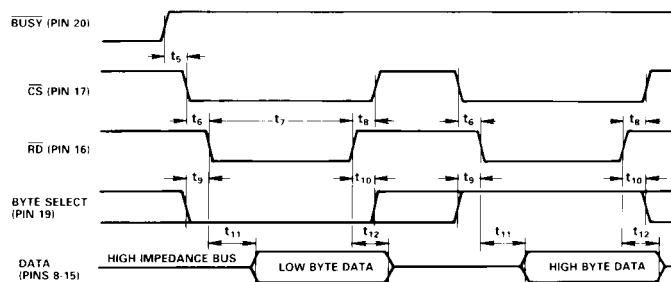 BUSY (PIN 20)
t5
CS (PIN 17)
t6 t7 t8 t6 t8
RD (PIN 16)
t9 t10 t9 t10
BYTE SELECT
(PIN 19)
t11 t12 t11 t12
DATA
(PINS 8-15)
HIGH IMPEDANCE BUS
LOW BYTE DATA
HIGH BYTE DATA